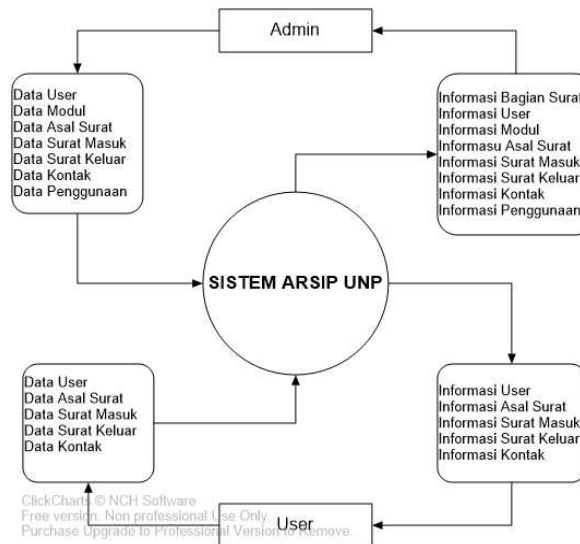 Admin
Data User
Data Modul
Data Asal Surat
Data Surat Masuk
Data Surat Keluar
Data Kontak
Data Penggunaan
Informasi Bagian Surat
Informasi User
Informasi Modul
Informasu Asal Surat
Informasi Surat Masuk
Informasi Surat Keluar
Informasi Kontak
Informasi Penggunaan
SISTEM ARSIP UNP
Data User
Data Asal Surat
Data Surat Masuk
Data Surat Keluar
Data Kontak
Informasi User
Informasi Asal Surat
Informasi Surat Masuk
Informasi Surat Keluar
Informasi Kontak
User
ClickCharts © NCH Software
Free version. Non professional Use Only
Purchase Upgrade to Professional Version to Remove.